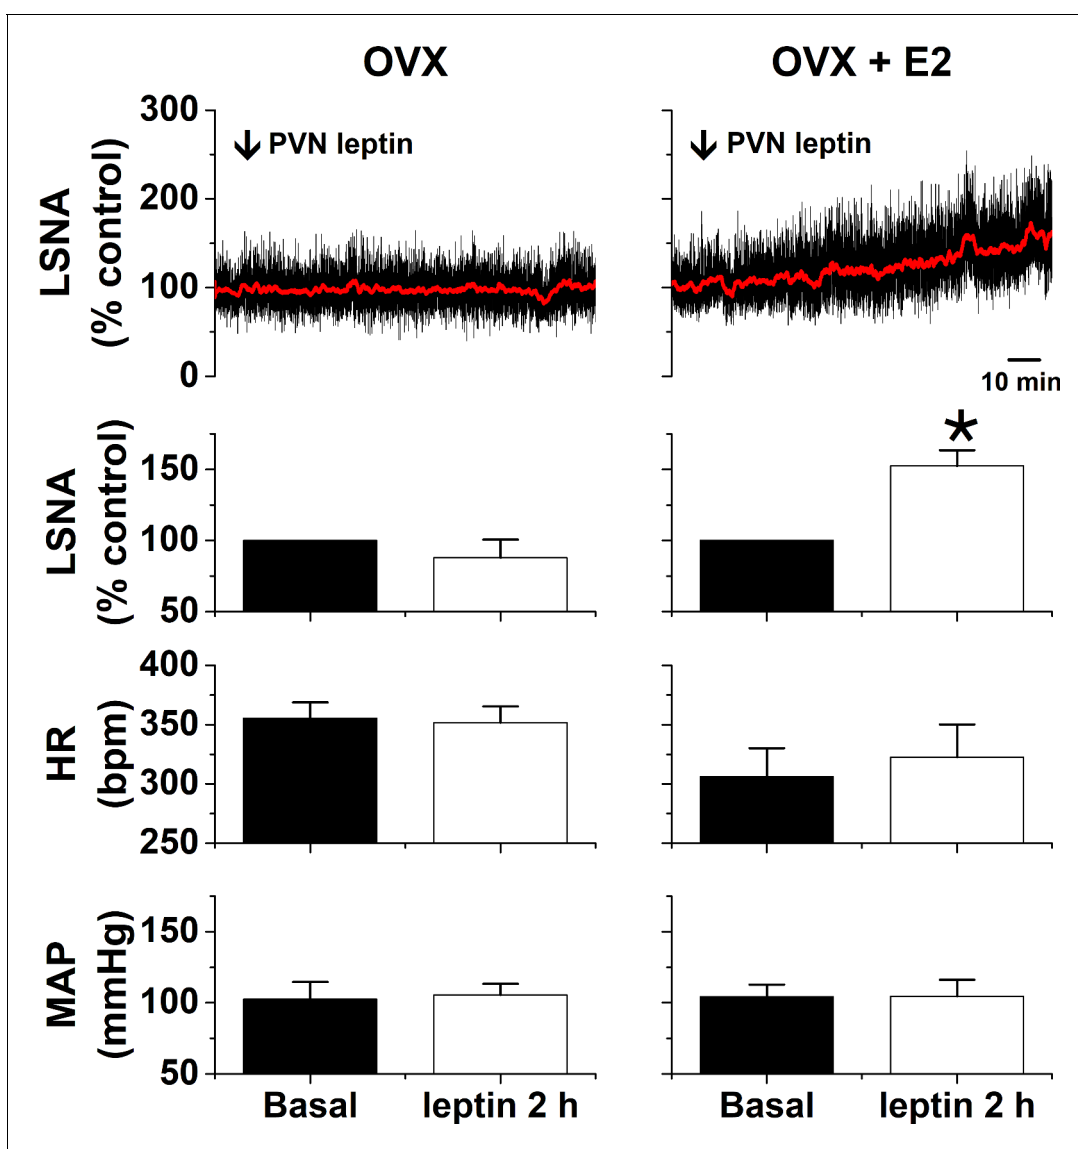 OVX
OVX + E2
LSNA
(% control)
300
200
100
0
PVN leptin
PVN leptin
10 min
LSNA
(% control)
150
100
50
*
HR
(bpm)
400
350
300
250
MAP
(mmHg)
150
100
50
Basal
leptin 2 h
Basal
leptin 2 h